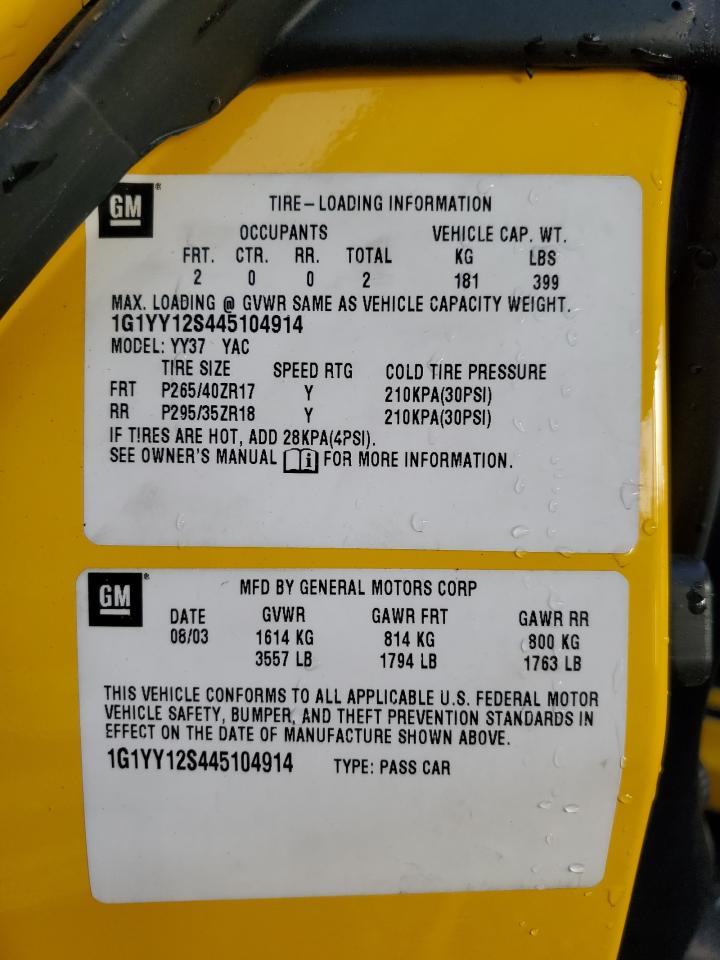 GM® TIRE–LOADING INFORMATION
OCCUPANTS VEHICLE CAP. WT.
FRT. CTR. RR. TOTAL KG LBS
2 0 0 2 181 399
MAX. LOADING @ GVWR SAME AS VEHICLE CAPACITY WEIGHT.
1G1YY12S445104914
MODEL: YY37 YAC
TIRE SIZE SPEED RTG COLD TIRE PRESSURE
FRT P265/40ZR17 Y 210KPA(30PSI)
RR P295/35ZR18 Y 210KPA(30PSI)
IF TIRES ARE HOT, ADD 28KPA(4PSI).
SEE OWNER'S MANUAL i FOR MORE INFORMATION.
GM® MFD BY GENERAL MOTORS CORP
DATE GVWR GAWR FRT GAWR RR
08/03 1614 KG 814 KG 800 KG
3557 LB 1794 LB 1763 LB
THIS VEHICLE CONFORMS TO ALL APPLICABLE U.S. FEDERAL MOTOR
VEHICLE SAFETY, BUMPER, AND THEFT PREVENTION STANDARDS IN
EFFECT ON THE DATE OF MANUFACTURE SHOWN ABOVE.
1G1YY12S445104914 TYPE: PASS CAR